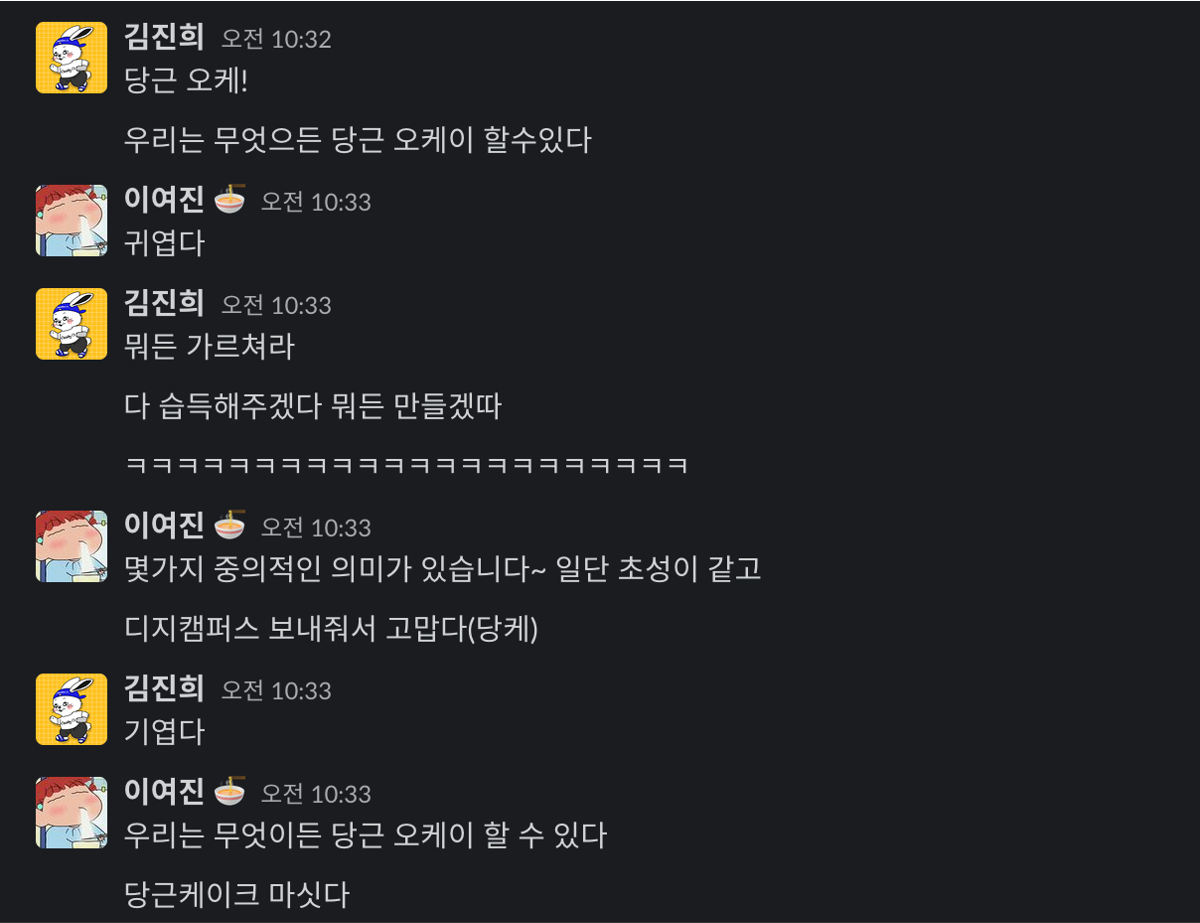 김진희 오전 10:32
당근 오케!
우리는 무엇으든 당근 오케이 할수있다
이여진 🍜 오전 10:33
귀엽다
김진희 오전 10:33
뭐든 가르쳐라
다 습득해주겠다 뭐든 만들겠따
ㅋㅋㅋㅋㅋㅋㅋㅋㅋㅋㅋㅋㅋㅋㅋㅋㅋㅋㅋㅋㅋㅋ
이여진 🍜 오전 10:33
몇가지 중의적인 의미가 있습니다~ 일단 초성이 같고
디지캠퍼스 보내줘서 고맙다(당케)
김진희 오전 10:33
기엽다
이여진 🍜 오전 10:33
우리는 무엇이든 당근 오케이 할 수 있다
당근케이크 마싯다